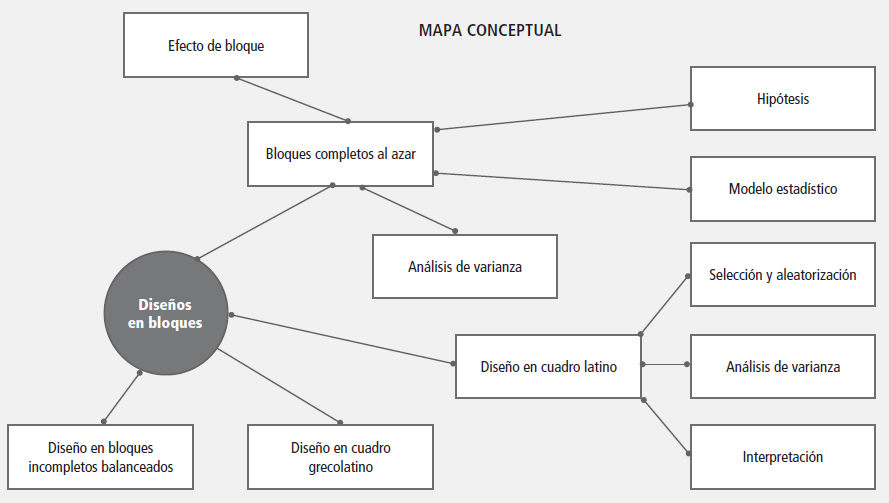 MAPA CONCEPTUAL
Efecto de bloque
Hipótesis
Bloques completos al azar
Modelo estadístico
Análisis de varianza
Selección y aleatorización
Diseños
en bloques
Diseño en cuadro latino
Análisis de varianza
Diseño en bloques
incompletos balanceados
Diseño en cuadro
grecolatino
Interpretación